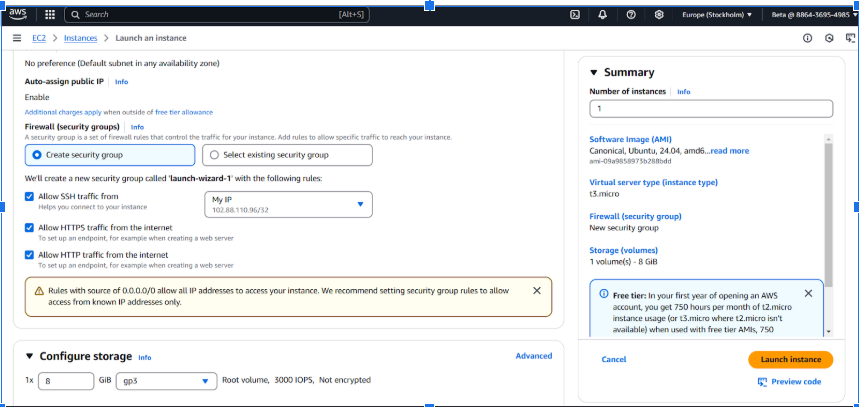 aws
Search
[Alt+S]
Europe (Stockholm)
Beta @ 8864-3695-4985
EC2 > Instances > Launch an instance
No preference (Default subnet in any availability zone)
Auto-assign public IP | Info
Enable
Additional charges apply when outside of free tier allowance
Firewall (security groups) | Info
A security group is a set of firewall rules that control the traffic for your instance. Add rules to allow specific traffic to reach your instance.
Create security group
Select existing security group
We'll create a new security group called 'launch-wizard-1' with the following rules:
Allow SSH traffic from
Helps you connect to your instance
My IP
102.88.110.96/32
Allow HTTPS traffic from the internet
To set up an endpoint, for example when creating a web server
Allow HTTP traffic from the internet
To set up an endpoint, for example when creating a web server
Rules with source of 0.0.0.0/0 allow all IP addresses to access your instance. We recommend setting security group rules to allow
access from known IP addresses only.
Configure storage Info
Advanced
1x 8 GiB gp3 Root volume, 3000 IOPS, Not encrypted
Summary
Number of instances | Info
1
Software Image (AMI)
Canonical, Ubuntu, 24.04, amd6...read more
ami-09a9858973b288bdd
Virtual server type (instance type)
t3.micro
Firewall (security group)
New security group
Storage (volumes)
1 volume(s) - 8 GiB
Free tier: In your first year of opening an AWS
account, you get 750 hours per month of t2.micro
instance usage (or t3.micro where t2.micro isn't
available) when used with free tier AMIs, 750
Cancel
Launch instance
Preview code